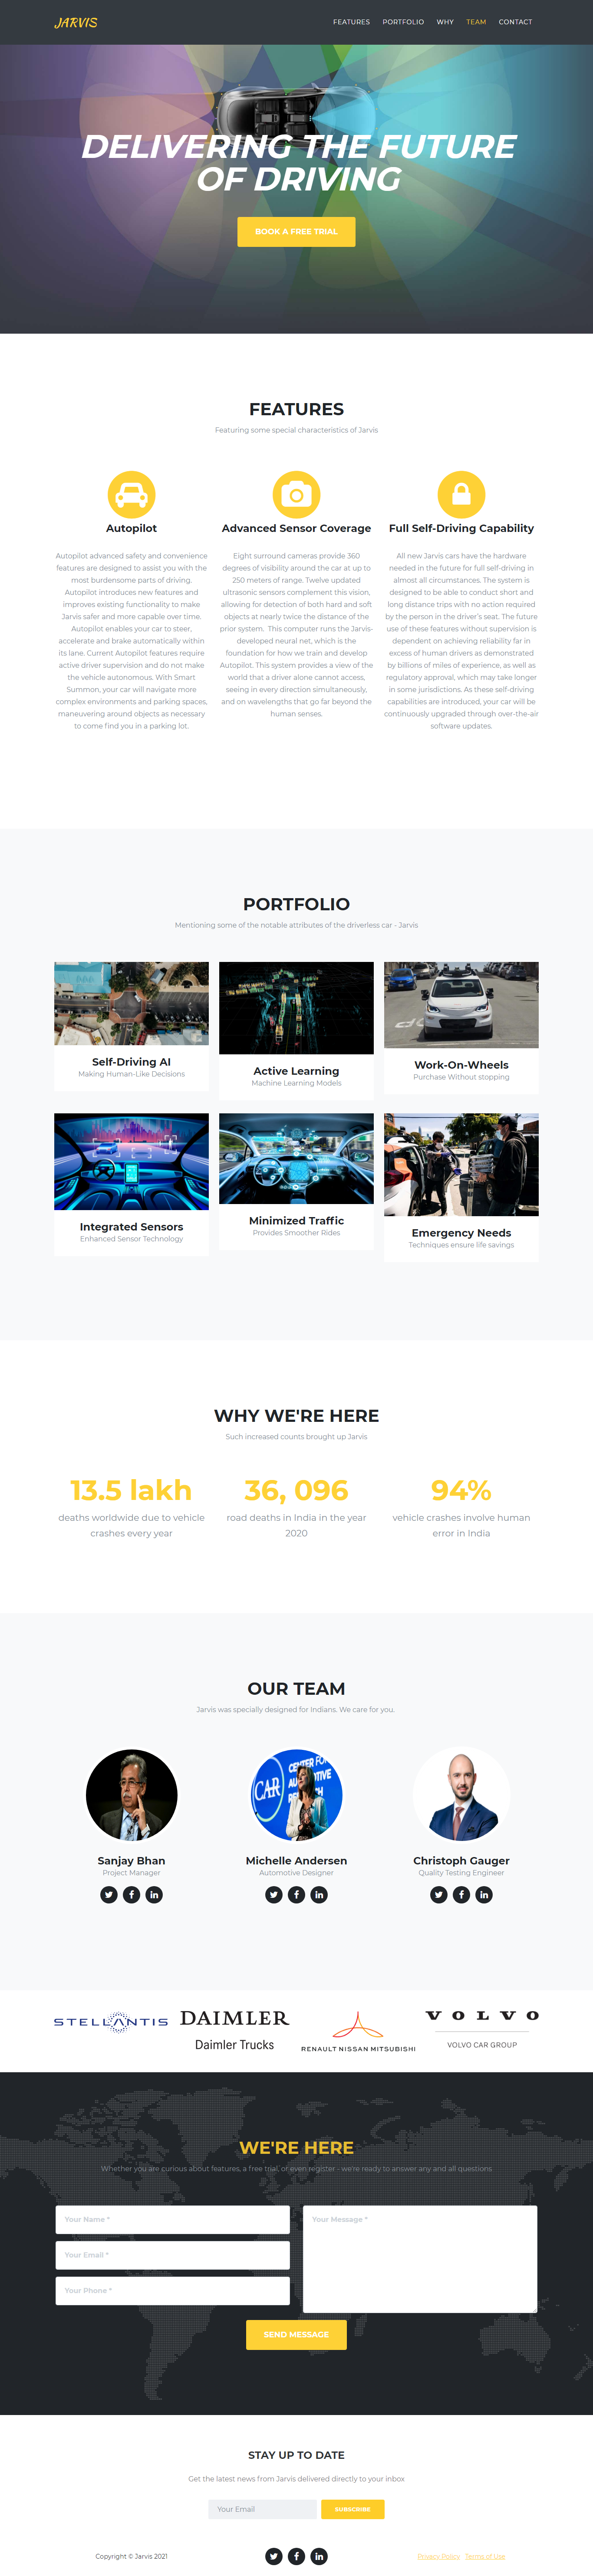 JARVIS
FEATURES PORTFOLIO WHY TEAM CONTACT
DELIVERING THE FUTURE
OF DRIVING
BOOK A FREE TRIAL
FEATURES
Featuring some special characteristics of Jarvis
Autopilot
Autopilot advanced safety and convenience
features are designed to assist you with the
most burdensome parts of driving.
Autopilot introduces new features and
improves existing functionality to make
Jarvis safer and more capable over time.
Autopilot enables your car to steer,
accelerate and brake automatically within
its lane. Current Autopilot features require
active driver supervision and do not make
the vehicle autonomous. With Smart
Summon, your car will navigate more
complex environments and parking spaces,
maneuvering around objects as necessary
to come find you in a parking lot.
Advanced Sensor Coverage
Eight surround cameras provide 360
degrees of visibility around the car at up to
250 meters of range. Twelve updated
ultrasonic sensors complement this vision,
allowing for detection of both hard and soft
objects at nearly twice the distance of the
prior system. This computer runs the Jarvis-
developed neural net, which is the
foundation for how we train and develop
Autopilot. This system provides a view of the
world that a driver alone cannot access,
seeing in every direction simultaneously,
and on wavelengths that go far beyond the
human senses.
Full Self-Driving Capability
All new Jarvis cars have the hardware
needed in the future for full self-driving in
almost all circumstances. The system is
designed to be able to conduct short and
long distance trips with no action required
by the person in the driver's seat. The future
use of these features without supervision is
dependent on achieving reliability far in
excess of human drivers as demonstrated
by billions of miles of experience, as well as
regulatory approval, which may take longer
in some jurisdictions. As these self-driving
capabilities are introduced, your car will be
continuously upgraded through over-the-air
software updates.
PORTFOLIO
Mentioning some of the notable attributes of the driverless car - Jarvis
Self-Driving AI
Making Human-Like Decisions
Active Learning
Machine Learning Models
Work-On-Wheels
Purchase Without stopping
Integrated Sensors
Enhanced Sensor Technology
Minimized Traffic
Provides Smoother Rides
Emergency Needs
Techniques ensure life savings
WHY WE'RE HERE
Such increased counts brought up Jarvis
13.5 lakh
deaths worldwide due to vehicle
crashes every year
36, 096
road deaths in India in the year
2020
94%
vehicle crashes involve human
error in India
OUR TEAM
Jarvis was specially designed for Indians. We care for you.
CAR
Sanjay Bhan
Project Manager
Michelle Andersen
Automotive Designer
Christoph Gauger
Quality Testing Engineer
STELLANTIS
DAIMLER
Daimler Trucks
RENAULT NISSAN MITSUBISHI
VOLVO
VOLVO CAR GROUP
WE'RE HERE
Whether you are curious about features, a free trial, or even register - we're ready to answer any and all questions
Your Name *
Your Email *
Your Phone *
Your Message *
SEND MESSAGE
STAY UP TO DATE
Get the latest news from Jarvis delivered directly to your inbox
Your Email
SUBSCRIBE
Copyright © Jarvis 2021
Privacy Policy Terms of Use